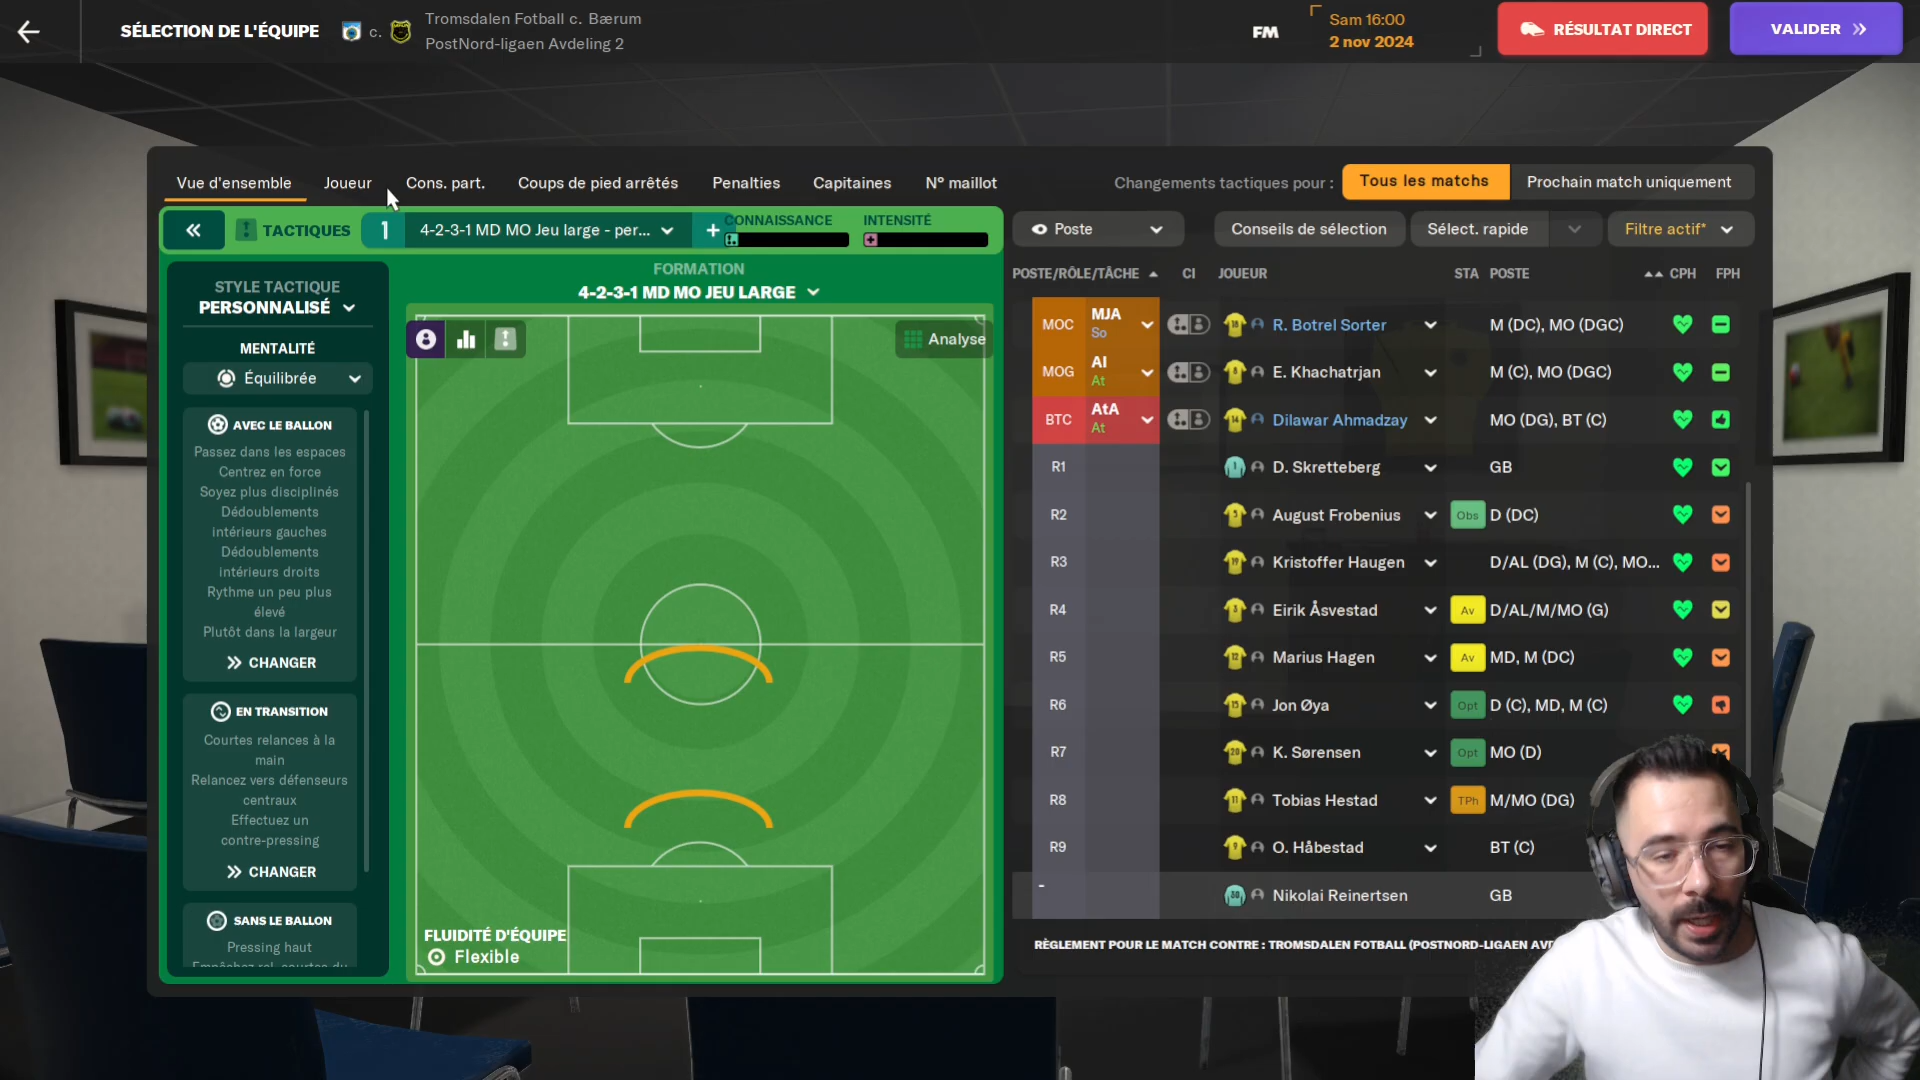 SÉLECTION DE L'ÉQUIPE
c.
Tromsdalen Fotball c. Bærum
PostNord-ligaen Avdeling 2
FM
Sam 16:00
2 nov 2024
RÉSULTAT DIRECT
VALIDER
Vue d'ensemble
Joueur
Cons. part.
Coups de pied arrêtés
Penalties
Capitaines
N° maillot
Changements tactiques pour :
Tous les matchs
Prochain match uniquement
TACTIQUES
1
4-2-3-1 MD MO Jeu large - per...
CONNAISSANCE
INTENSITÉ
Poste
Conseils de sélection
Sélect. rapide
Filtre actif*
STYLE TACTIQUE
PERSONNALISÉ
MENTALITÉ
Équilibrée
AVEC LE BALLON
Passez dans les espaces
Centrez en force
Soyez plus disciplinés
Dédoublements
intérieurs gauches
Dédoublements
intérieurs droits
Rythme un peu plus
élevé
Plutôt dans la largeur
CHANGER
EN TRANSITION
Courtes relances à la
main
Relancez vers défenseurs
centraux
Effectuez un
contre-pressing
CHANGER
SANS LE BALLON
Pressing haut
FORMATION
4-2-3-1 MD MO JEU LARGE
Analyse
FLUIDITÉ D'ÉQUIPE
Flexible
POSTE/RÔLE/TÂCHE CI JOUEUR STA POSTE CPH FPH
MOC MJA So R. Botrel Sorter M (DC), MO (DGC)
MOG AI At E. Khachatrjan M (C), MO (DGC)
BTC AtA At Dilawar Ahmadzay MO (DG), BT (C)
R1 D. Skretteberg GB
R2 August Frobenius Obs D (DC)
R3 Kristoffer Haugen D/AL (DG), M (C), MO...
R4 Eirik Åsvestad Av D/AL/M/MO (G)
R5 Marius Hagen Av MD, M (DC)
R6 Jon Øya Opt D (C), MD, M (C)
R7 K. Sørensen Opt MO (D)
R8 Tobias Hestad TPh M/MO (DG)
R9 O. Håbestad BT (C)
- Nikolai Reinertsen GB
RÈGLEMENT POUR LE MATCH CONTRE : TROMSDALEN FOTBALL (POSTNORD-LIGAEN